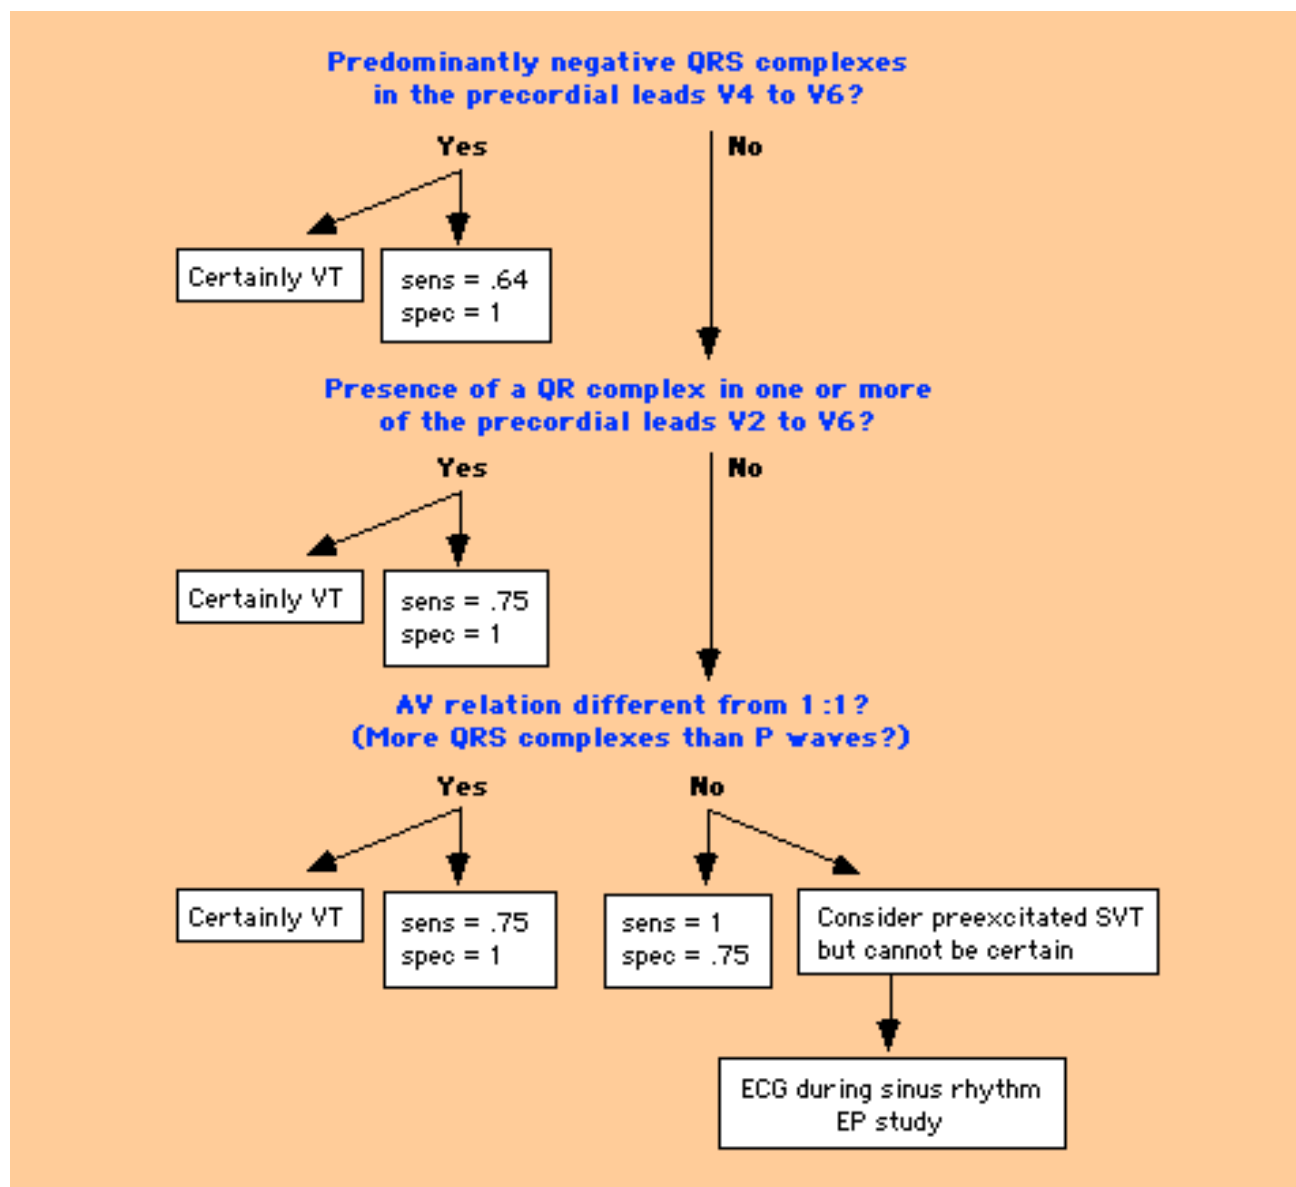 Predominantly negative QRS complexes
in the precordial leads V4 to V6?
Yes
No
Certainly VT
sens = .64
spec = 1
Presence of a QR complex in one or more
of the precordial leads V2 to V6?
Yes
No
Certainly VT
sens = .75
spec = 1
AV relation different from 1:1?
(More QRS complexes than P waves?)
Yes
No
Certainly VT
sens = .75
spec = 1
sens = 1
spec = .75
Consider preexcitated SVT
but cannot be certain
ECG during sinus rhythm
EP study